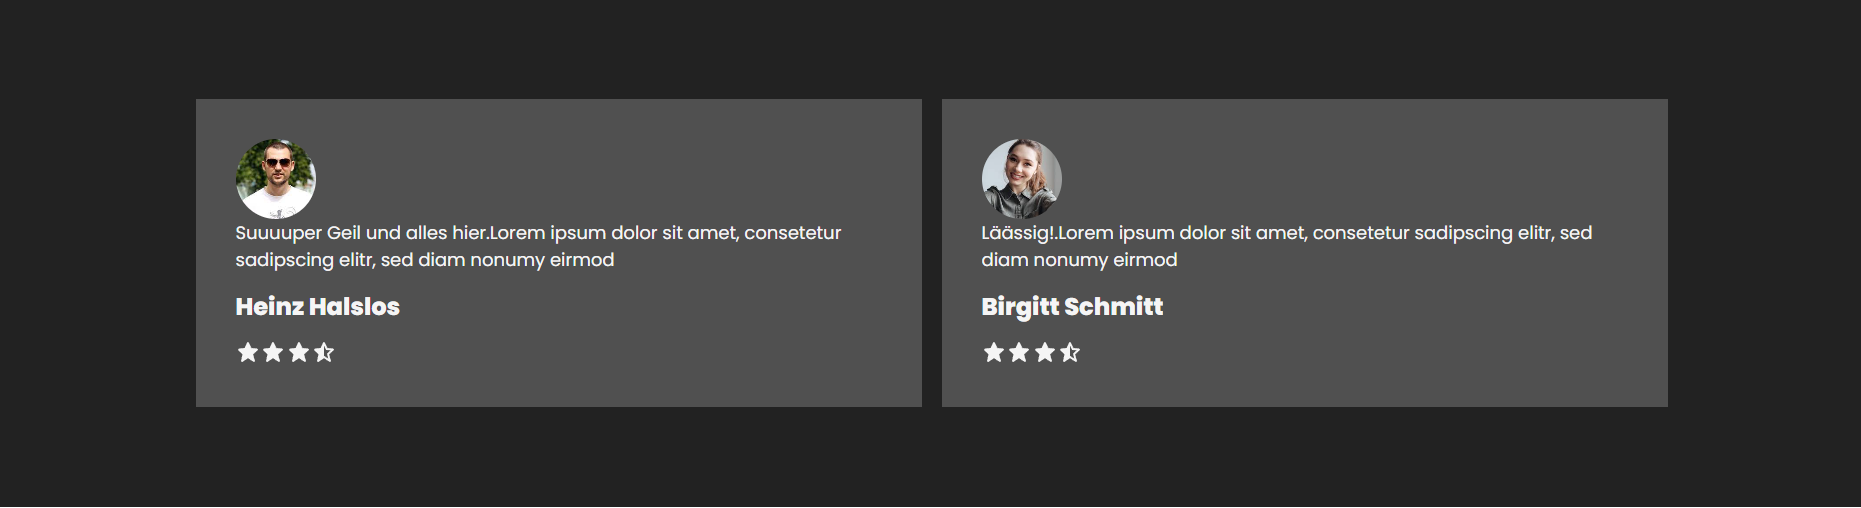 Suuuuper Geil und alles hier.Lorem ipsum dolor sit amet, consetetur
sadipscing elitr, sed diam nonumy eirmod
Heinz Halslos
Läässig!.Lorem ipsum dolor sit amet, consetetur sadipscing elitr, sed
diam nonumy eirmod
Birgitt Schmitt